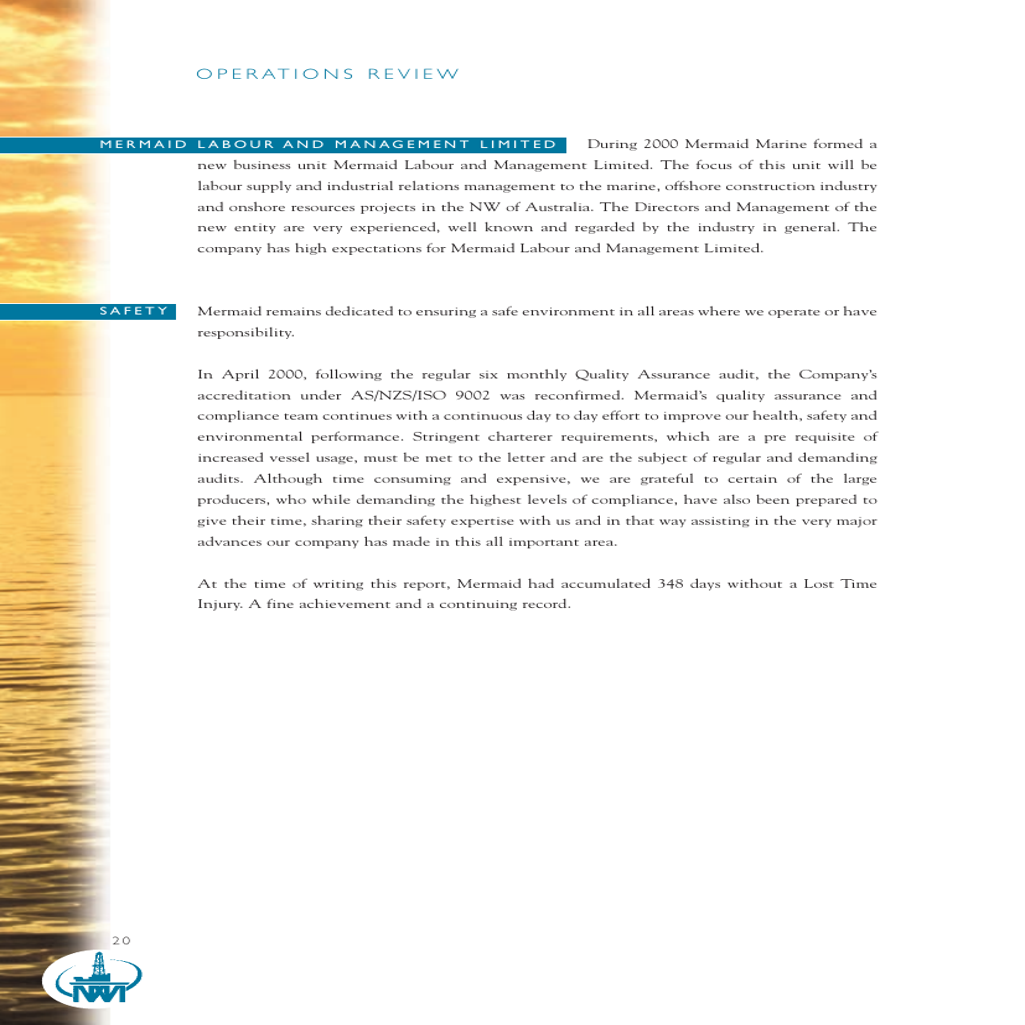 OPERATIONS REVIEW
MERMAID LABOUR AND MANAGEMENT LIMITED During 2000 Mermaid Marine formed a
new business unit Mermaid Labour and Management Limited. The focus of this unit will be
labour supply and industrial relations management to the marine, offshore construction industry
and onshore resources projects in the NW of Australia. The Directors and Management of the
new entity are very experienced, well known and regarded by the industry in general. The
company has high expectations for Mermaid Labour and Management Limited.
SAFETY Mermaid remains dedicated to ensuring a safe environment in all areas where we operate or have
responsibility.
In April 2000, following the regular six monthly Quality Assurance audit, the Company's
accreditation under AS/NZS/ISO 9002 was reconfirmed. Mermaid's quality assurance and
compliance team continues with a continuous day to day effort to improve our health, safety and
environmental performance. Stringent charterer requirements, which are a pre requisite of
increased vessel usage, must be met to the letter and are the subject of regular and demanding
audits. Although time consuming and expensive, we are grateful to certain of the large
producers, who while demanding the highest levels of compliance, have also been prepared to
give their time, sharing their safety expertise with us and in that way assisting in the very major
advances our company has made in this all important area.
At the time of writing this report, Mermaid had accumulated 348 days without a Lost Time
Injury. A fine achievement and a continuing record.
20